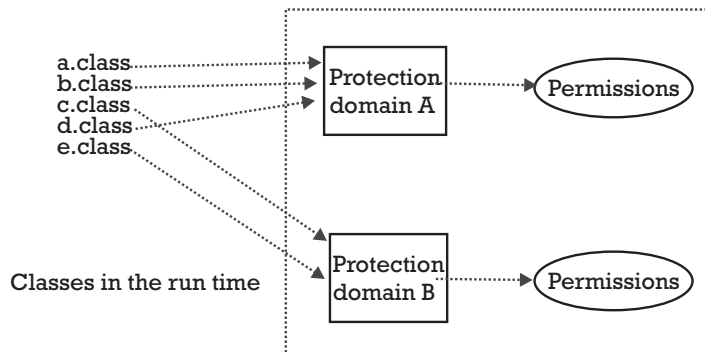 a.class
b.class
c.class
d.class
e.class
Protection
domain A
Permissions
Protection
domain B
Permissions
Classes in the run time